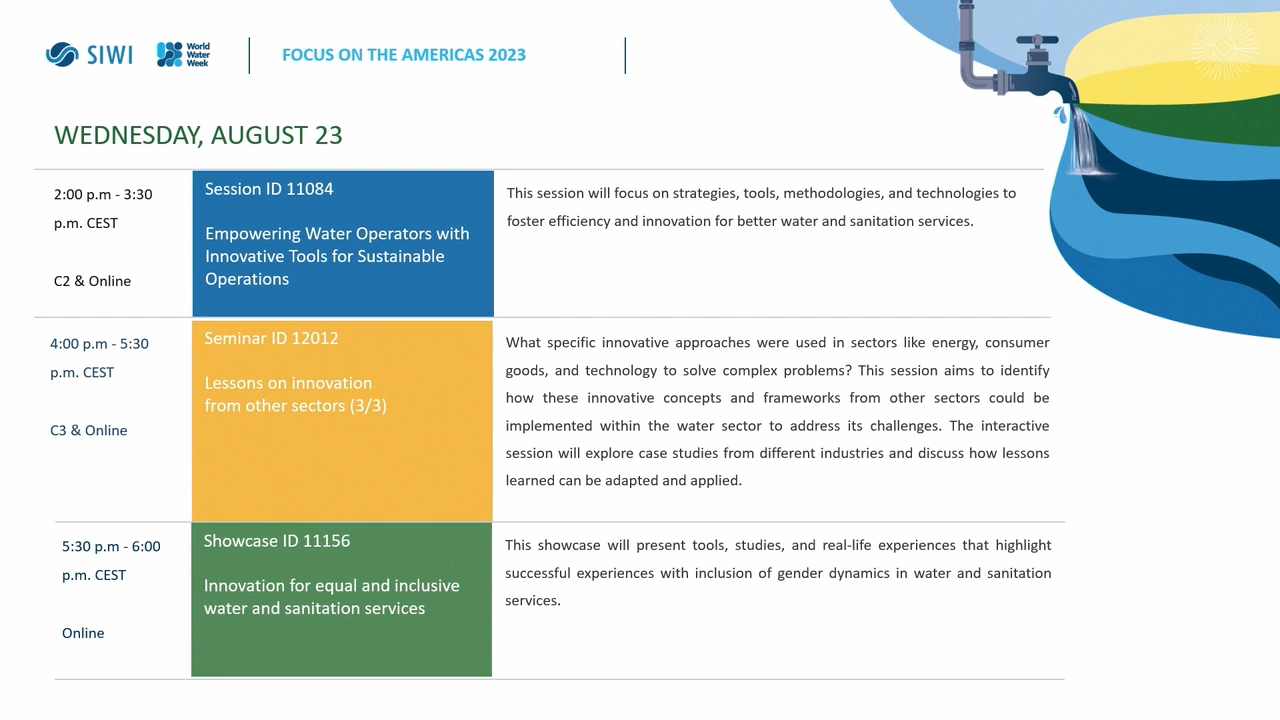 SIWI
World
Water
Week
FOCUS ON THE AMERICAS 2023
WEDNESDAY, AUGUST 23
2:00 p.m - 3:30
p.m. CEST
C2 & Online
Session ID 11084
Empowering Water Operators with
Innovative Tools for Sustainable
Operations
This session will focus on strategies, tools, methodologies, and technologies to
foster efficiency and innovation for better water and sanitation services.
4:00 p.m - 5:30
p.m. CEST
C3 & Online
Seminar ID 12012
Lessons on innovation
from other sectors (3/3)
What specific innovative approaches were used in sectors like energy, consumer
goods, and technology to solve complex problems? This session aims to identify
how these innovative concepts and frameworks from other sectors could be
implemented within the water sector to address its challenges. The interactive
session will explore case studies from different industries and discuss how lessons
learned can be adapted and applied.
5:30 p.m - 6:00
p.m. CEST
Online
Showcase ID 11156
Innovation for equal and inclusive
water and sanitation services
This showcase will present tools, studies, and real-life experiences that highlight
successful experiences with inclusion of gender dynamics in water and sanitation
services.